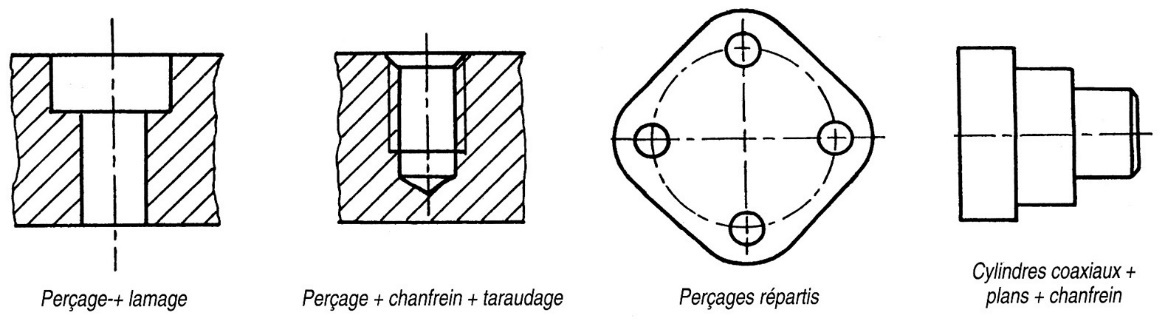 Perçage-+ lamage
Perçage + chanfrein + taraudage
Perçages répartis
Cylindres coaxiaux +
plans + chanfrein